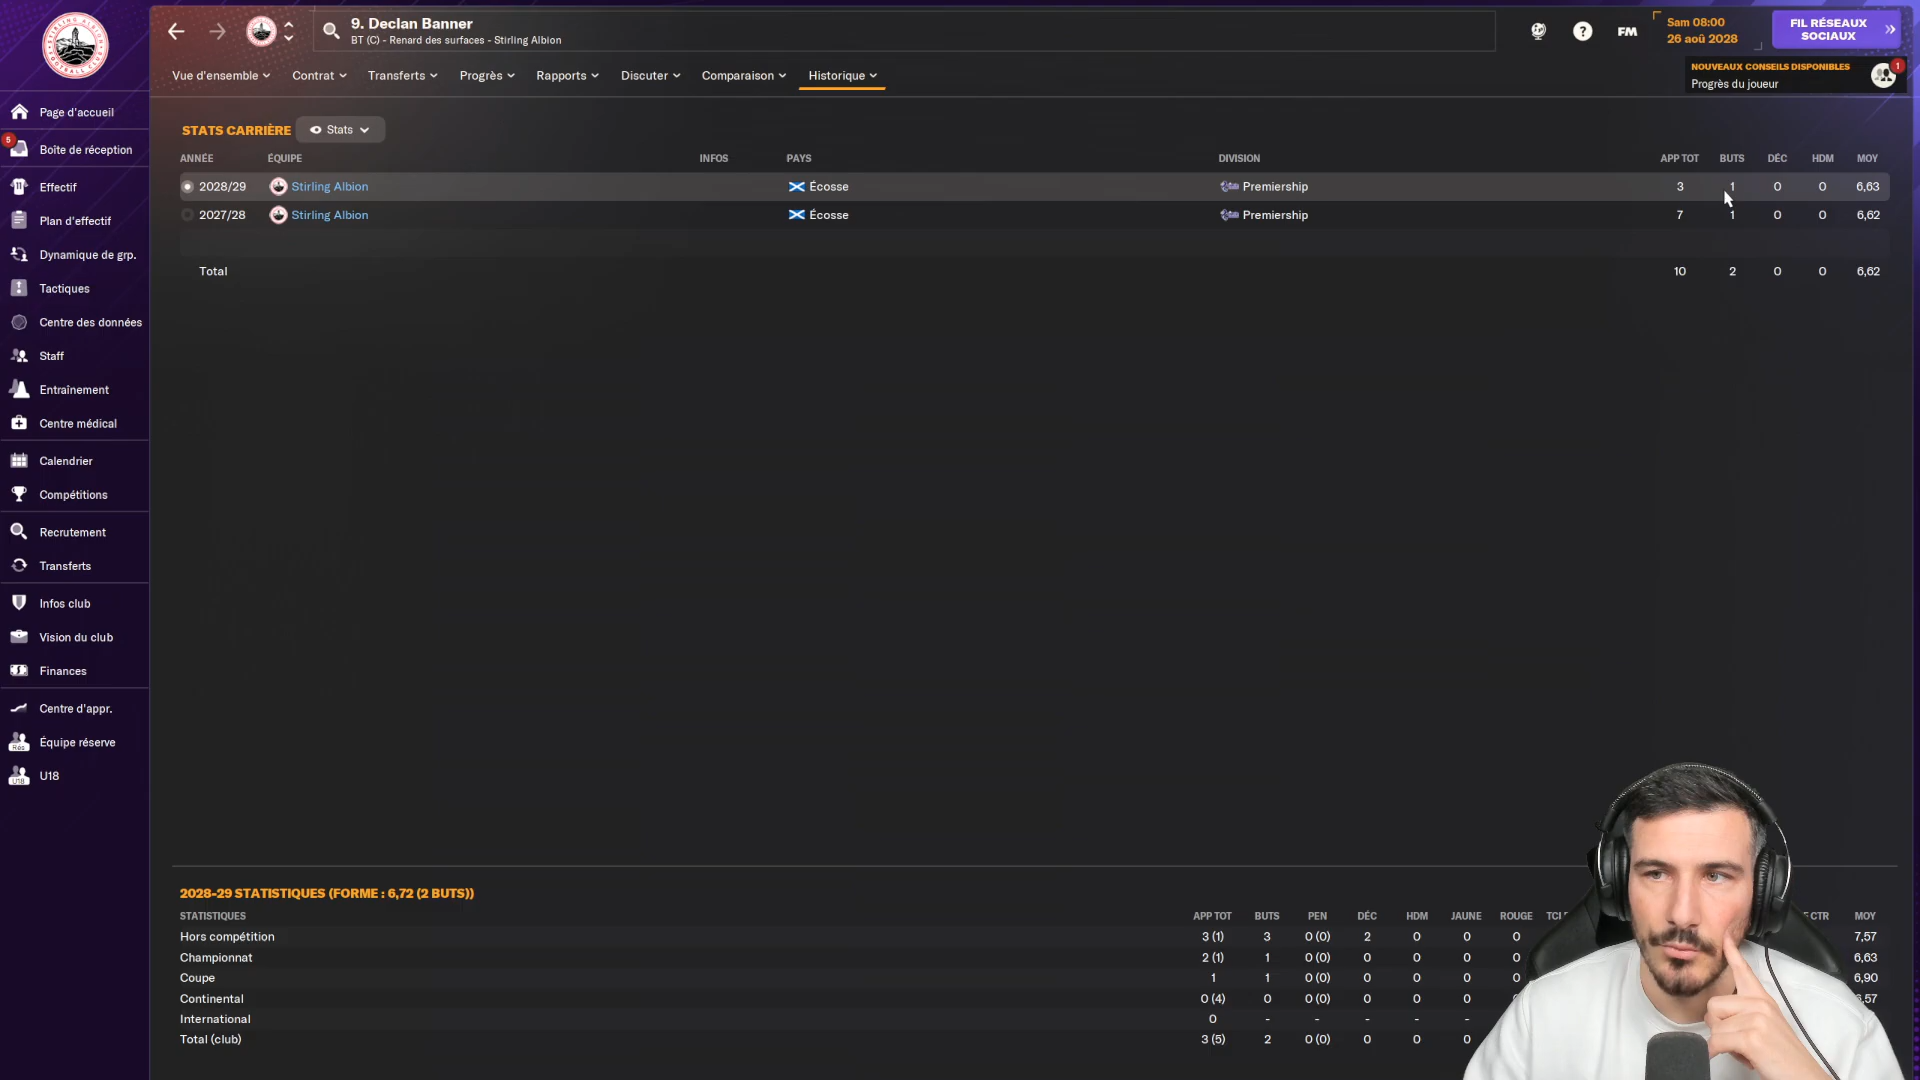 9. Declan Banner
BT (C) - Renard des surfaces - Stirling Albion
FM
Sam 08:00
26 aoû 2028
FIL RÉSEAUX
SOCIAUX
Vue d'ensemble
Contrat
Transferts
Progrès
Rapports
Discuter
Comparaison
Historique
NOUVEAUX CONSEILS DISPONIBLES
Progrès du joueur
1
Page d'accueil
5
Boîte de réception
Effectif
Plan d'effectif
Dynamique de grp.
Tactiques
Centre des données
Staff
Entraînement
Centre médical
Calendrier
Compétitions
Recrutement
Transferts
Infos club
Vision du club
Finances
Centre d'appr.
Équipe réserve
U18
STATS CARRIÈRE Stats
ANNÉE ÉQUIPE INFOS PAYS DIVISION APP TOT BUTS DÉC HDM MOY
2028/29 Stirling Albion Écosse Premiership 3 1 0 0 6,63
2027/28 Stirling Albion Écosse Premiership 7 1 0 0 6,62
Total 10 2 0 0 6,62
2028-29 STATISTIQUES (FORME : 6,72 (2 BUTS))
STATISTIQUES APP TOT BUTS PEN DÉC HDM JAUNE ROUGE CTR MOY
Hors compétition 3 (1) 3 0 (0) 2 0 0 0 7,57
Championnat 2 (1) 1 0 (0) 0 0 0 0 6,63
Coupe 1 1 0 (0) 0 0 0 0 6,90
Continental 0 (4) 0 0 (0) 0 0 0 0
International 0 - - - - -
Total (club) 3 (5) 2 0 (0) 0 0 0